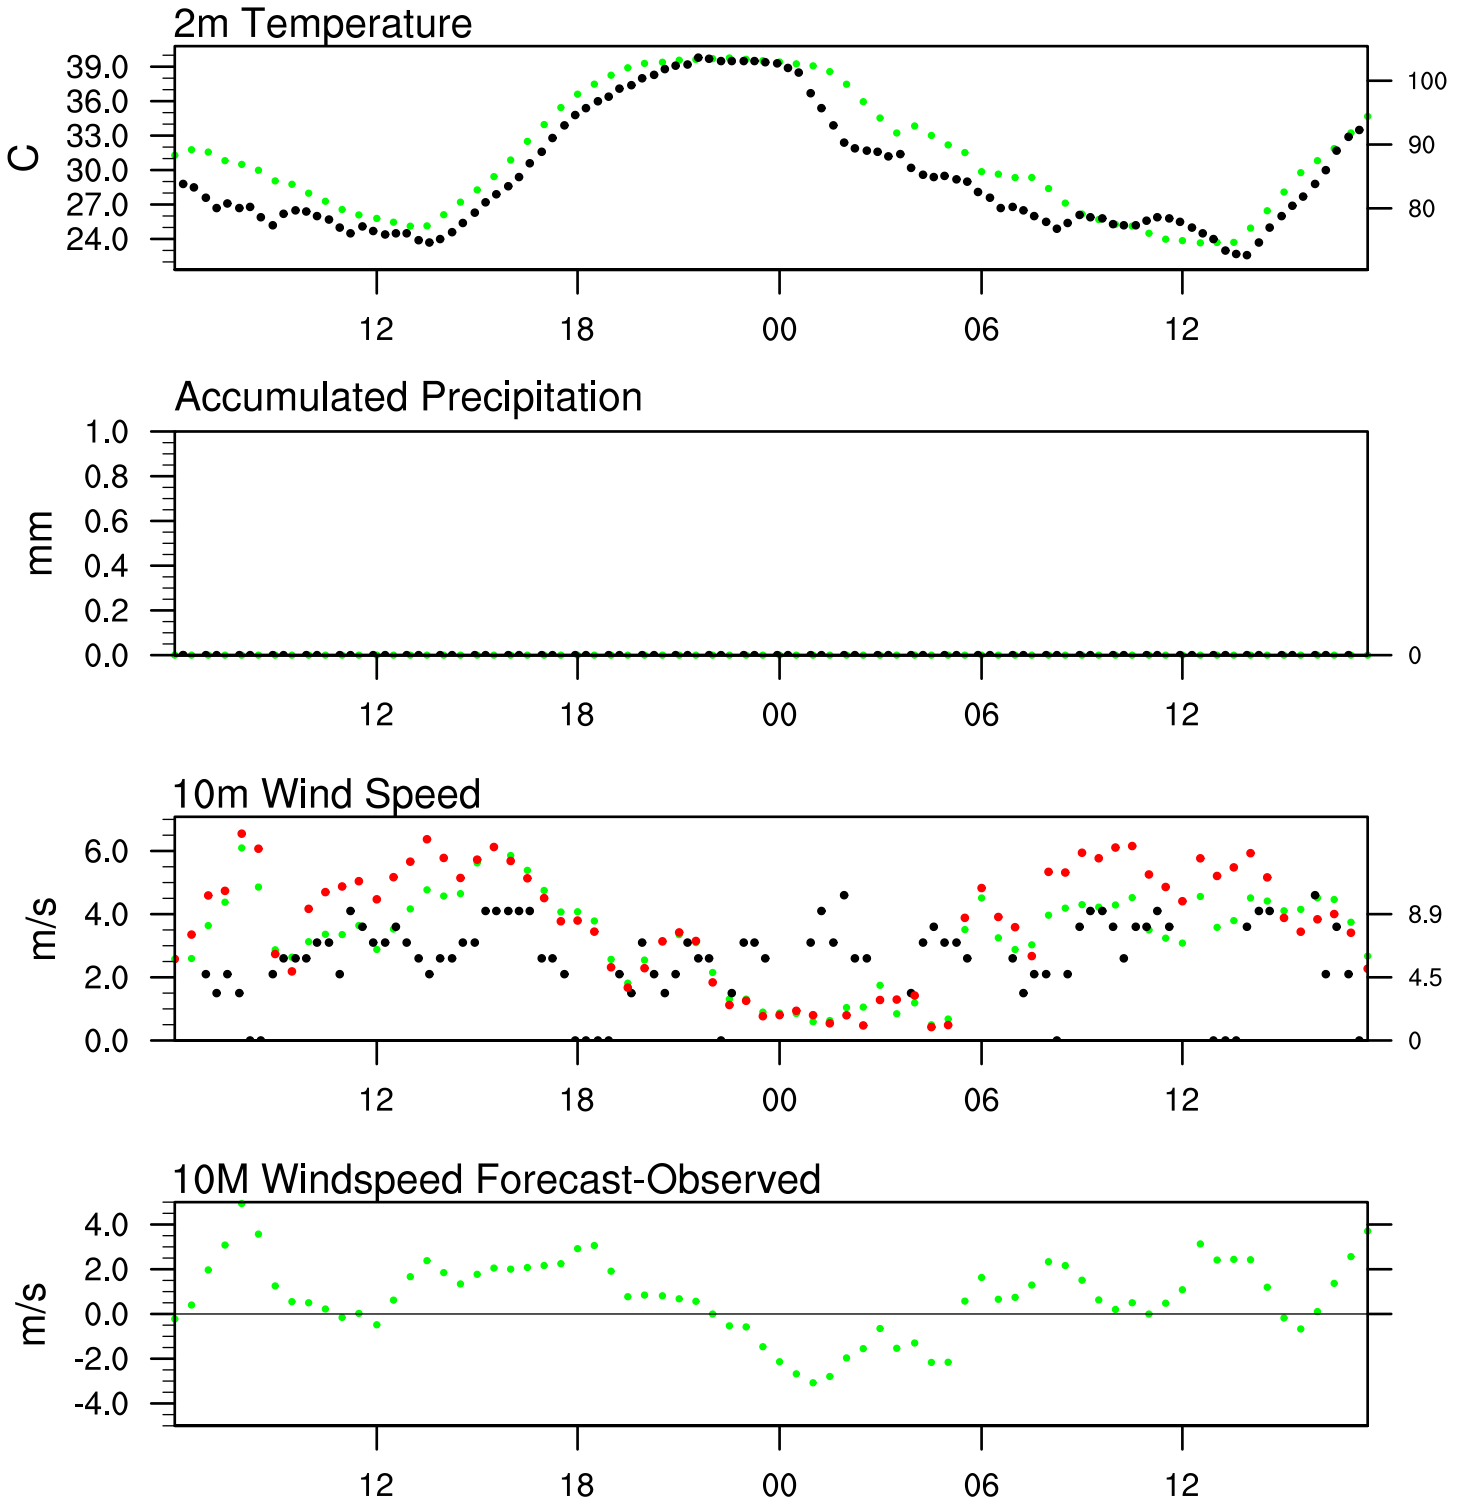 2m Temperature
39.0
36.0
33.0
30.0
27.0
24.0
C
100
90
80
12 18 00 06 12
Accumulated Precipitation
1.0
0.8
0.6
0.4
0.2
0.0
mm
0
12 18 00 06 12
10m Wind Speed
6.0
4.0
2.0
0.0
m/s
8.9
4.5
0
12 18 00 06 12
10M Windspeed Forecast-Observed
4.0
2.0
0.0
-2.0
-4.0
m/s
12 18 00 06 12